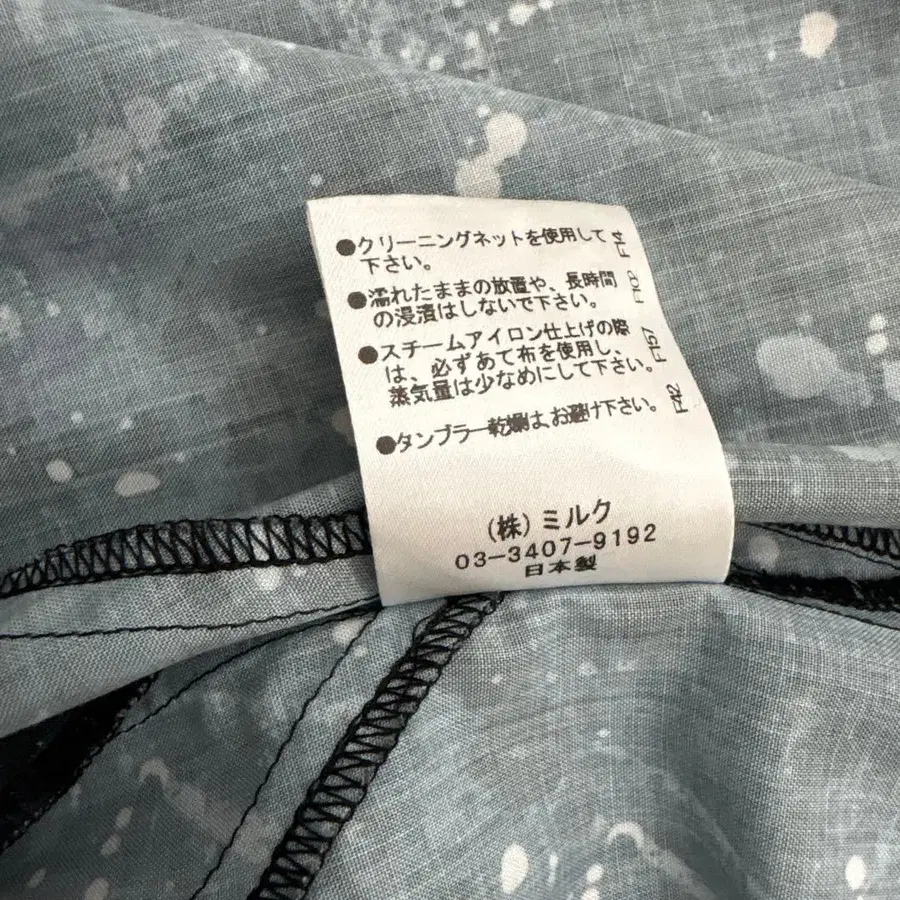 ●クリーニングネットを使用して
下さい。
F14
●濡れたままの放置や、長時間
の浸漬はしないで下さい。
●スチームアイロン仕上げの際
は、必ずあて布を使用し、
蒸気量は少なめにして下さい。
F157
●タンブラー乾燥は、お避け下さい。
F42
(株)ミルク
03-3407-9192
日本製